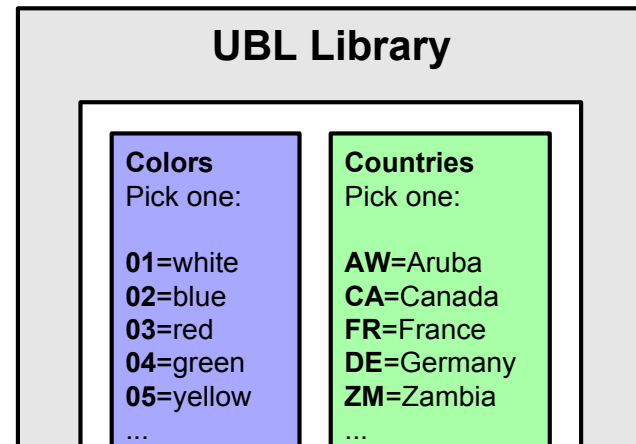 UBL Library
Colors
Pick one:
01=white
02=blue
03=red
04=green
05=yellow
...
Countries
Pick one:
AW=Aruba
CA=Canada
FR=France
DE=Germany
ZM=Zambia
...